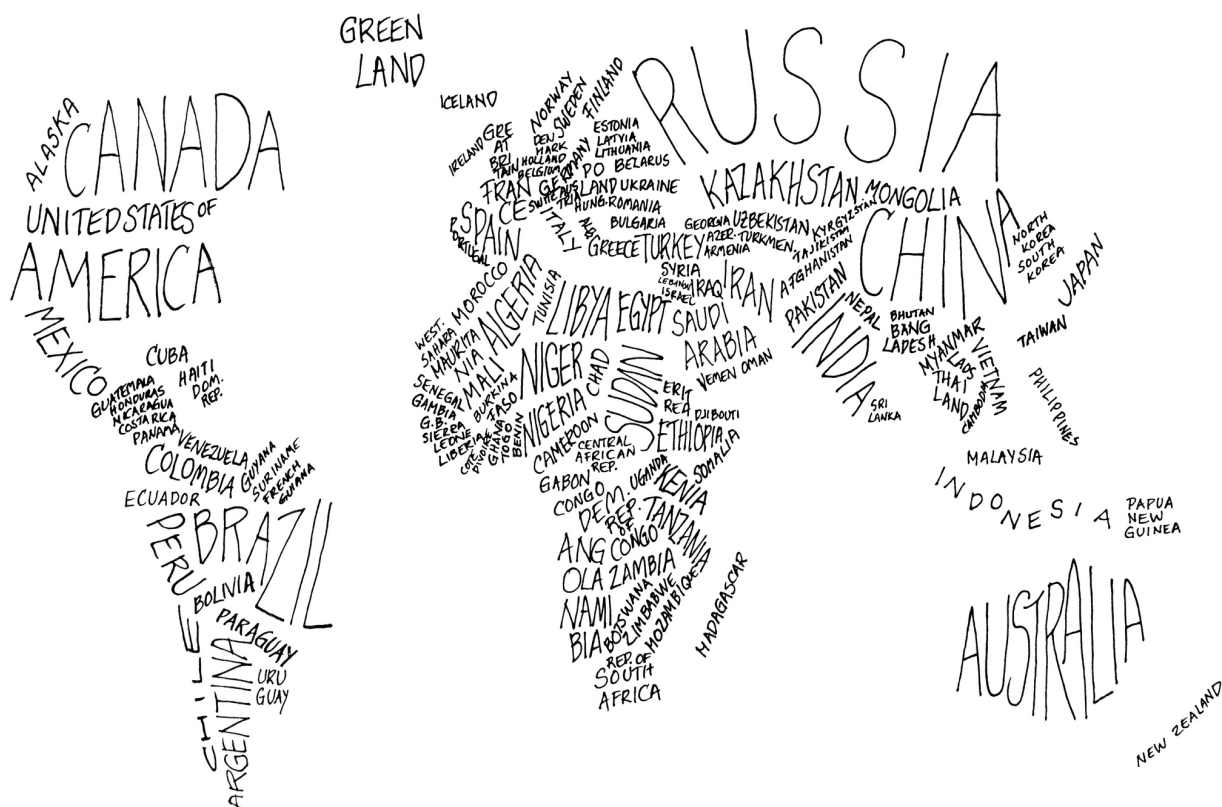 GREEN
LAND
ALASKA
CANADA
UNITED STATES OF
AMERICA
MEXICO
CUBA
HAITI
DOM.
REP.
GUATEMALA
HONDURAS
NICARAGUA
COSTA RICA
PANAMA
VENEZUELA
COLOMBIA
GUYANA
SURINAME
FRENCH
GUIANA
ECUADOR
PERU
BRAZIL
BOLIVIA
PARAGUAY
CHILE
ARGENTINA
URU
GUAY
ICELAND
IRELAND
GRE
AT
BRI
TAIN
NORWAY
SWEDEN
FINLAND
DEN
MARK
HOLLAND
BELGIUM
GERMANY
ESTONIA
LATVIA
LITHUANIA
BELARUS
PO
LAND
UKRAINE
FRAN
CE
SWITZ
AUS
TRIA
HUNG.
ROMANIA
BULGARIA
SPAIN
PORTUGAL
ITALY
ALB.
GREECE
TURKEY
RUSSIA
KAZAKHSTAN
MONGOLIA
GEORGIA
UZBEKISTAN
KYRGYZSTAN
AZER.
TURKMEN.
TAJIKISTAN
ARMENIA
AFGHANISTAN
SYRIA
LEBANON
ISRAEL
IRAQ
IRAN
PAKISTAN
SAUDI
ARABIA
YEMEN
OMAN
CHINA
NORTH
KOREA
SOUTH
KOREA
JAPAN
TAIWAN
NEPAL
BHUTAN
BANG
LADESH
INDIA
SRI
LANKA
MYANMAR
LAOS
VIETNAM
THAI
LAND
CAMBODIA
PHILIPPINES
MALAYSIA
INDONESIA
PAPUA
NEW
GUINEA
AUSTRALIA
NEW ZEALAND
MOROCCO
ALGERIA
TUNISIA
LIBYA
EGYPT
WEST.
SAHARA
MAURITA
NIA
MALI
NIGER
CHAD
SUDAN
ERIT
REA
DJIBOUTI
ETHIOPIA
SOMALIA
SENEGAL
GAMBIA
G.B.
SIERRA
LEONE
LIBERIA
COTE
D'IVOIRE
GHANA
TOGO
BENIN
BURKINA
FASO
NIGERIA
CAMEROON
CENTRAL
AFRICAN
REP.
GABON
CONGO
UGANDA
KENIA
DEM.
REP.
OF
CONGO
TANZANIA
ANG
OLA
ZAMBIA
NAMI
BIA
BOTSWANA
ZIMBABWE
MOZAMBIQUE
MADAGASCAR
REP. OF
SOUTH
AFRICA